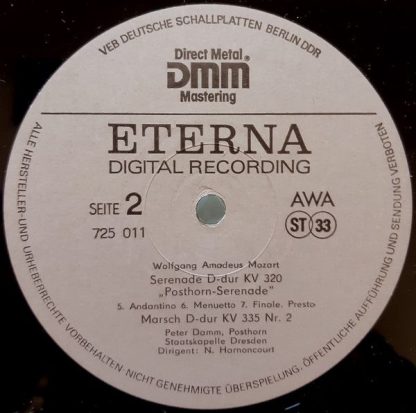 VEB DEUTSCHE SCHALLPLATTEN BERLIN DDR
Direct Metal
DMM®
Mastering
ETERNA
DIGITAL RECORDING
SEITE 2
AWA
725 011
ST 33
Wolfgang Amadeus Mozart
Serenade D-dur KV 320
„Posthorn-Serenade"
5. Andantino 6. Menuetto 7. Finale. Presto
Marsch D-dur KV 335 Nr. 2
Peter Damm, Posthorn
Staatskapelle Dresden
Dirigent: N. Harnoncourt
ALLE HERSTELLER- UND URHEBERRECHTE VORBEHALTEN NICHT GENEHMIGTE ÜBERSPIELUNG, ÖFFENTLICHE AUFFÜHRUNG UND SENDUNG VERBOTEN